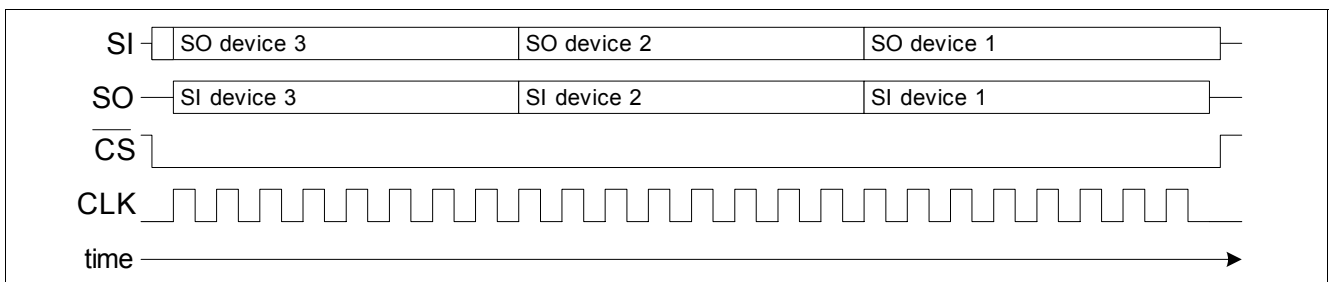 SI SO device 3 SO device 2 SO device 1
SO SI device 3 SI device 2 SI device 1
CS
CLK
time